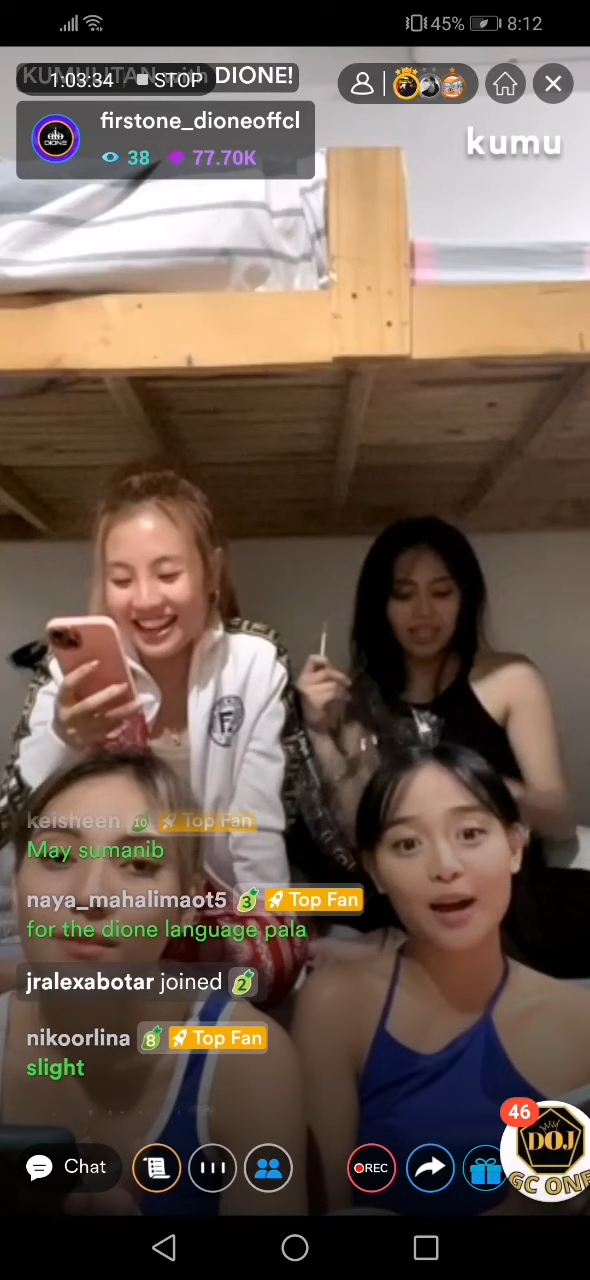 45% 8:12
KUMULITAN with DIONE!
1:03:34 STOP
firstone_dioneoffcl
38 77.70K
kumu
DIONE
F
keisheen 10 Top Fan
May sumanib
naya_mahalimaot5 3 Top Fan
for the dione language pala
jralexabotar joined 2
nikoorlina 8 Top Fan
slight
46
DOJ
GC ONE
Chat
REC